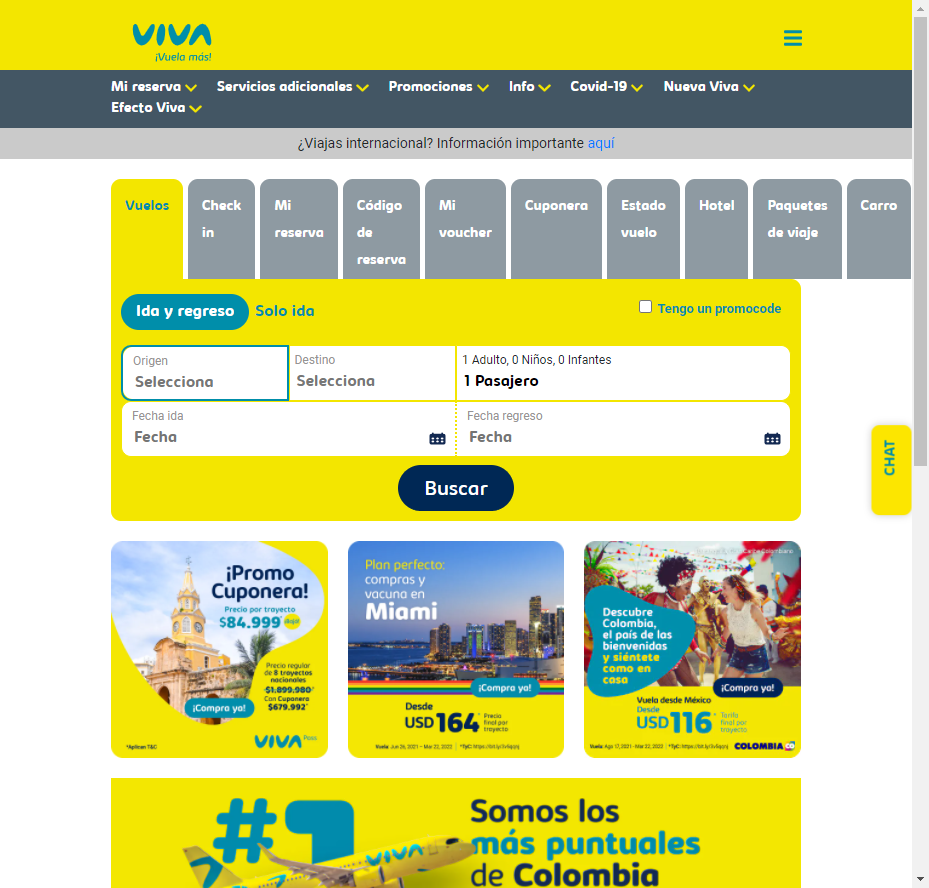 VIVA
¡Vuela más!
Mi reserva Servicios adicionales Promociones Info Covid-19 Nueva Viva
Efecto Viva
¿Viajas internacional? Información importante aquí
Vuelos
Check in
Mi reserva
Código de reserva
Mi voucher
Cuponera
Estado vuelo
Hotel
Paquetes de viaje
Carro
Ida y regreso Solo ida Tengo un promocode
Origen Destino 1 Adulto, 0 Niños, 0 Infantes
Selecciona Selecciona 1 Pasajero
Fecha ida Fecha regreso
Fecha Fecha
Buscar
CHAT
¡Promo
Cuponera!
Precio por trayecto
$84.999
Precio regular
de 8 trayectos
nacionales
$1.899.980
Con Cuponera
$679.992*
¡Compra ya!
*Aplican T&C
VIVA Pass
Plan perfecto:
compras y
vacuna en
Miami
¡Compra ya!
Desde
USD 164*
Precio
final por
trayecto
Vuela: Jun 26, 2021 – Mar 22, 2022 | *TyC:
Caribe Colombiano
Descubre
Colombia,
el país de las
bienvenidas
y siéntete
como en
casa
¡Compra ya!
Vuela desde México
Desde
USD 116*
Tarifa
final por
trayecto
Vuela: Ago 17, 2021 - Mar 22, 2022 | *TyC:
COLOMBIA CO
#1
VIVA
Somos los
más puntuales
de Colombia